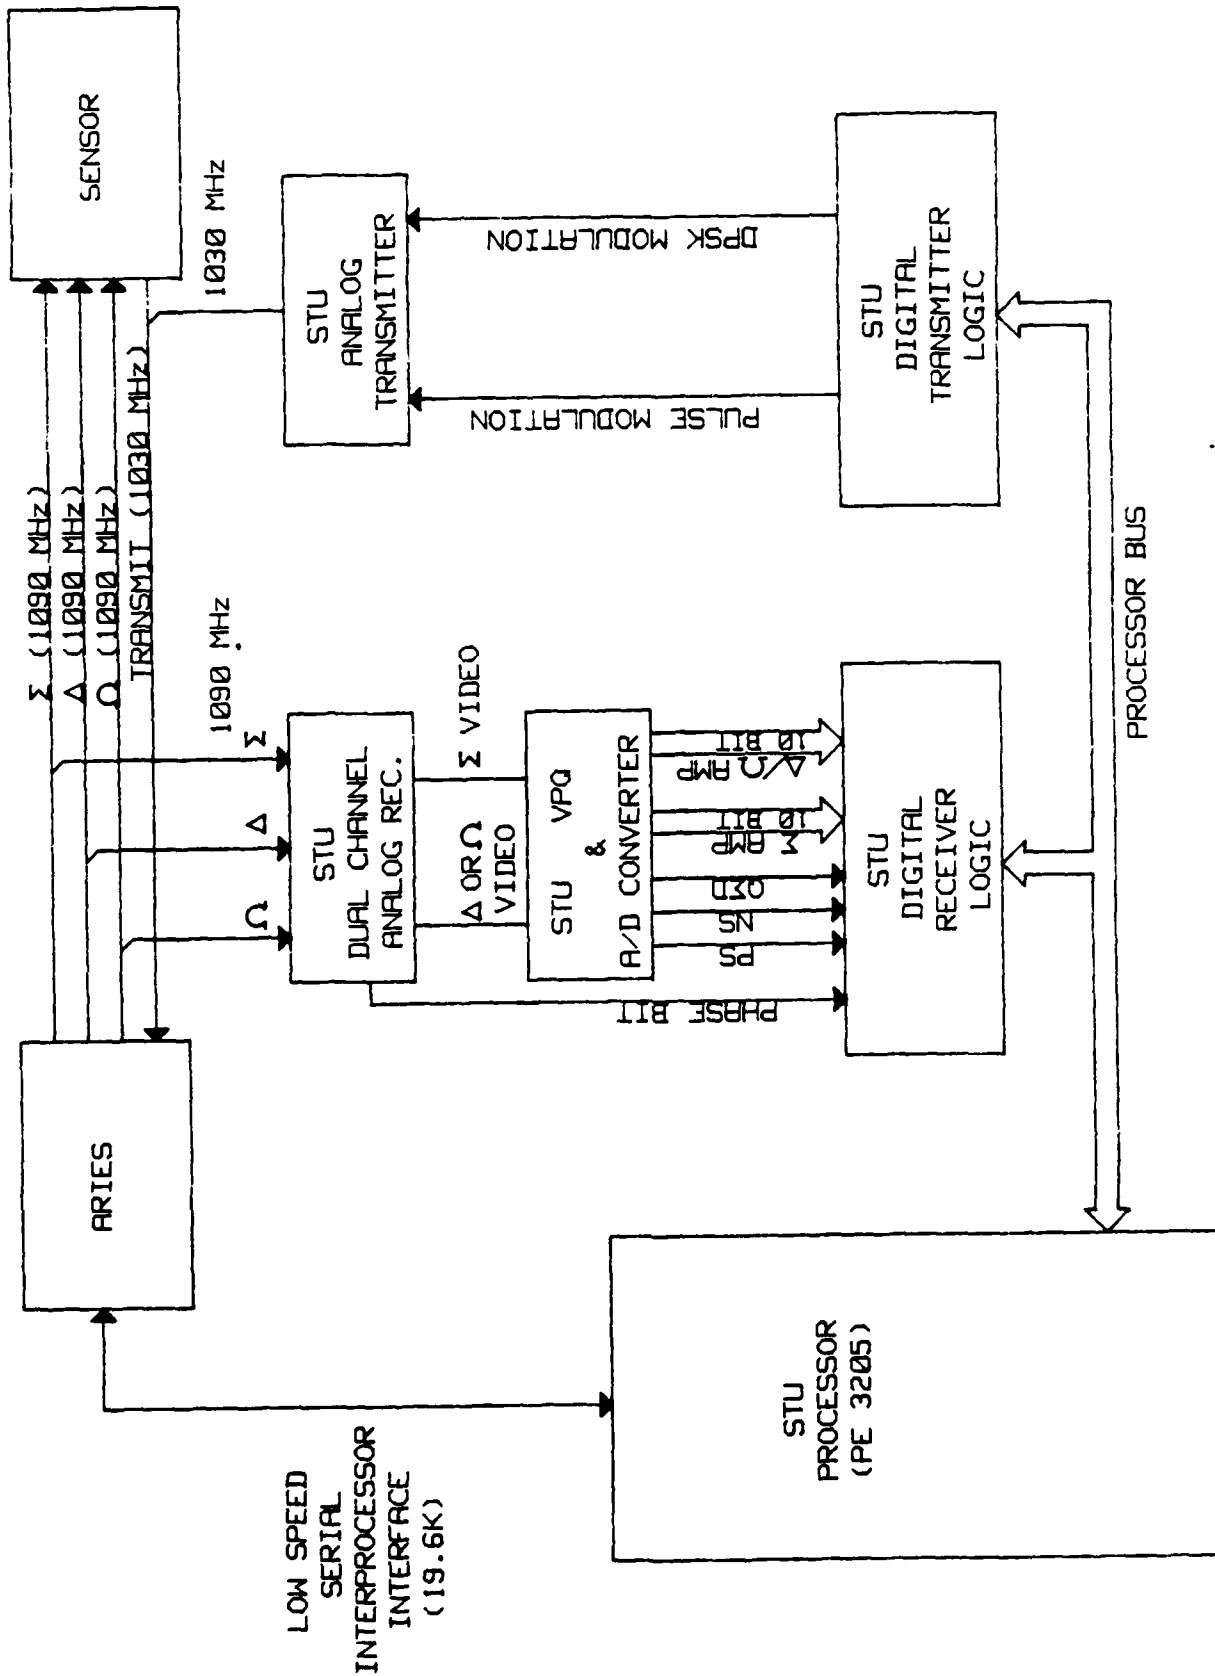 SENSOR
Σ (1090 MHz)
Δ (1090 MHz)
Ω (1090 MHz)
TRANSMIT (1030 MHz)
ARIES
1030 MHz
1090 MHz
Ω
Δ
Σ
LOW SPEED
SERIAL
INTERPROCESSOR
INTERFACE
(19.6K)
STU
DUAL CHANNEL
ANALOG REC.
STU
ANALOG
TRANSMITTER
Δ OR Ω
VIDEO
Σ VIDEO
STU VPQ
&
A/D CONVERTER
PHASE BIT
PS
NS
QΣD
Σ AMP
10 BIT
Δ/Ω AMP
10 BIT
PULSE MODULATION
DPSK MODULATION
STU
DIGITAL
RECEIVER
LOGIC
STU
DIGITAL
TRANSMITTER
LOGIC
STU
PROCESSOR
(PE 3205)
PROCESSOR BUS